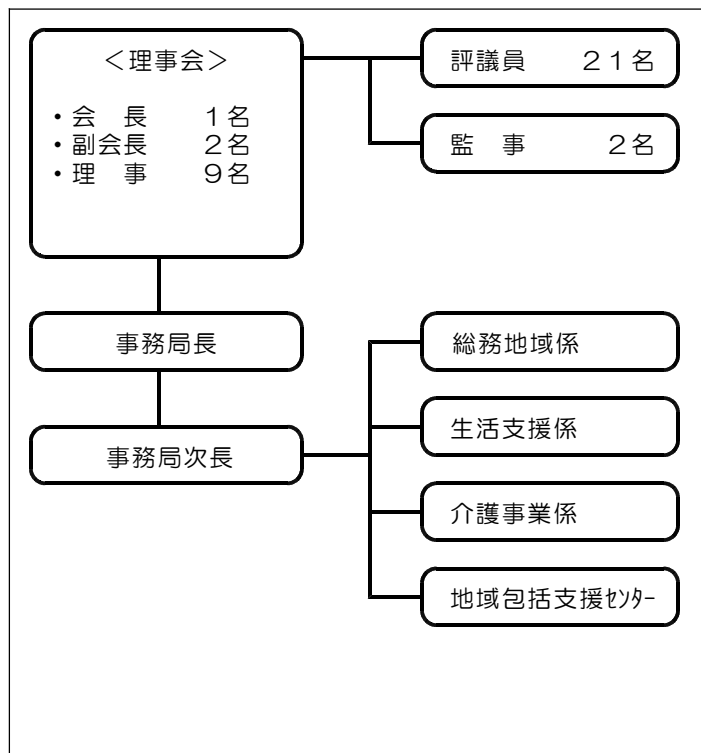 <理事会>
・会　長　　１名
・副会長　　２名
・理　事　　９名
評議員　　２１名
監　事　　　２名
事務局長
事務局次長
総務地域係
生活支援係
介護事業係
地域包括支援ｾﾝﾀｰ